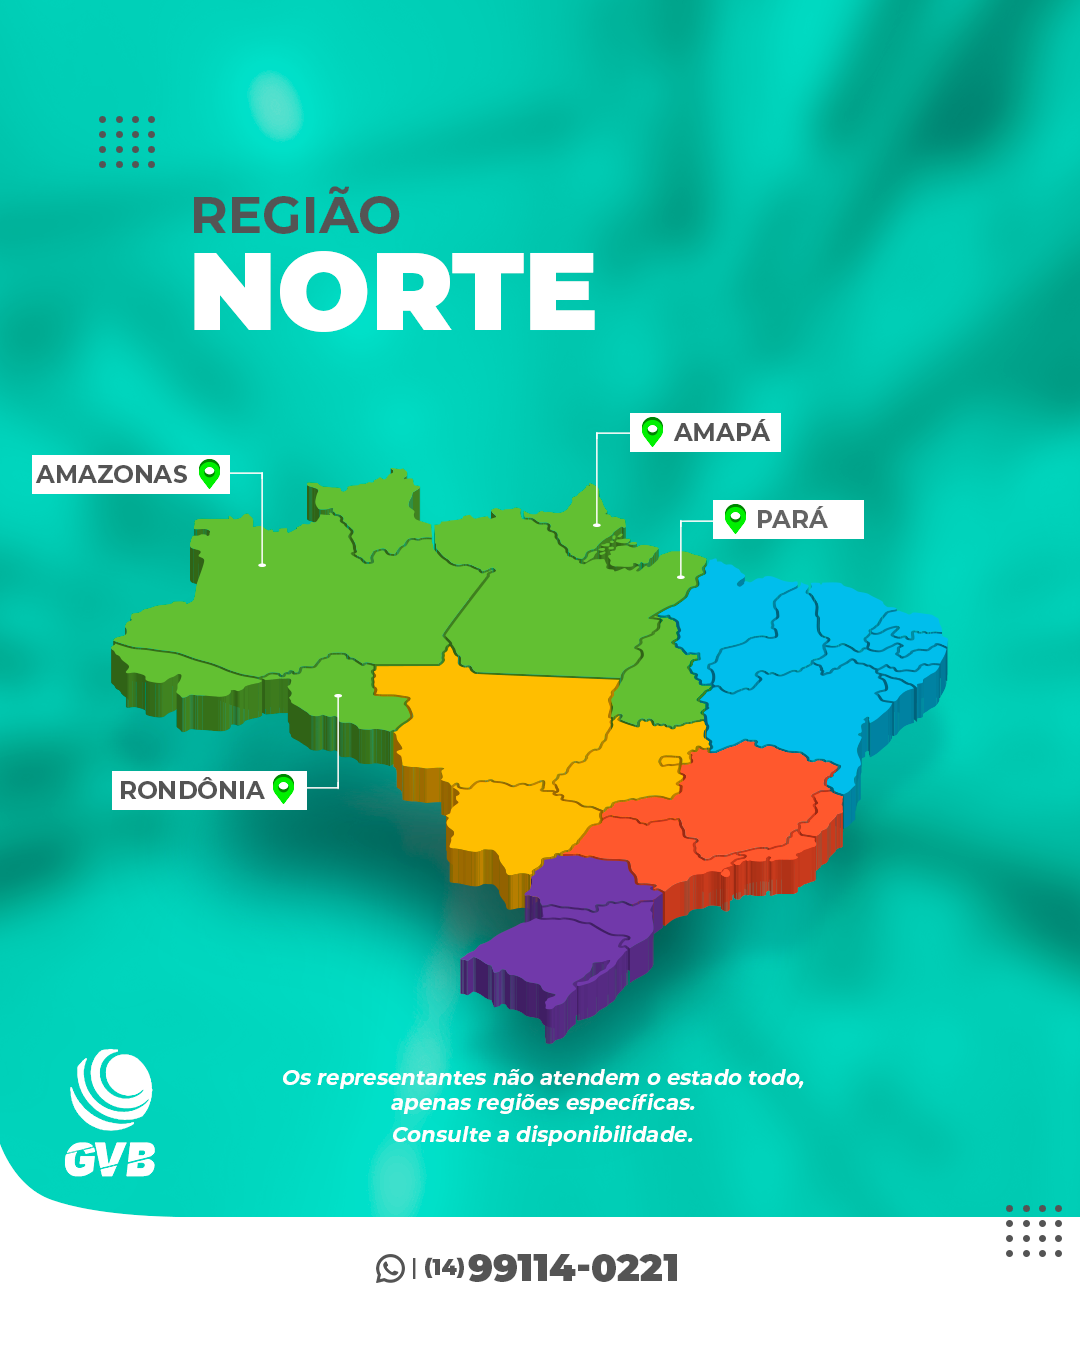 REGIÃO
NORTE
AMAPÁ
AMAZONAS
PARÁ
RONDÔNIA
Os representantes não atendem o estado todo,
apenas regiões específicas.
Consulte a disponibilidade.
GVB
| (14) 99114-0221